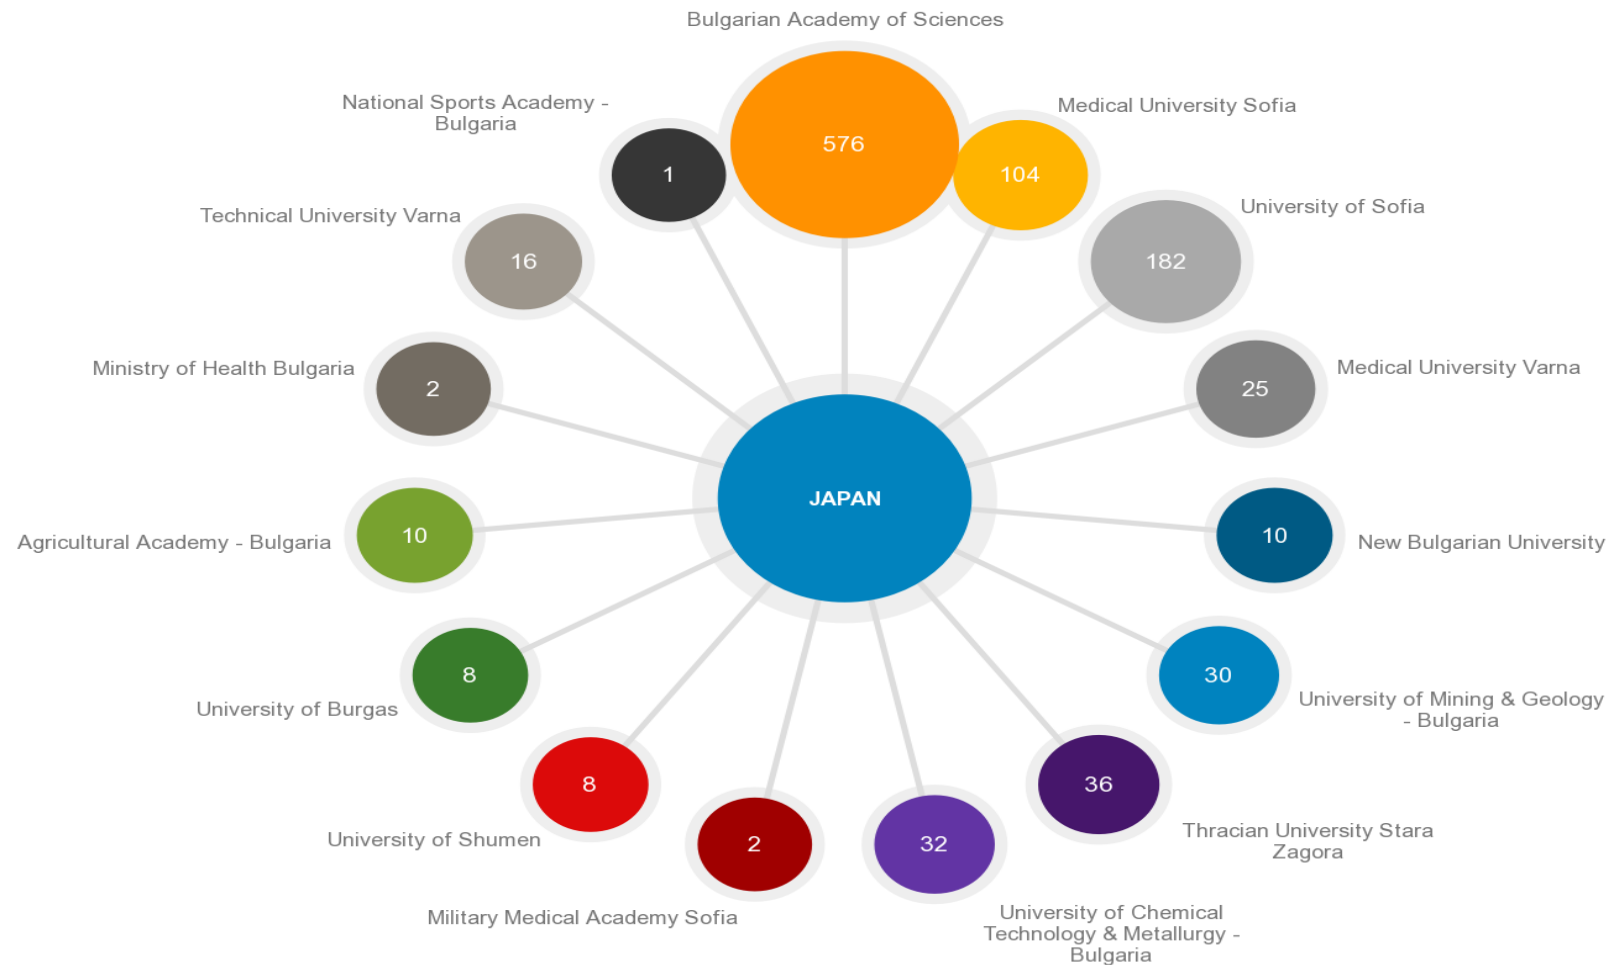 Bulgarian Academy of Sciences
576
Medical University Sofia
104
University of Sofia
182
Medical University Varna
25
New Bulgarian University
10
University of Mining & Geology
- Bulgaria
30
Thracian University Stara
Zagora
36
University of Chemical
Technology & Metallurgy -
Bulgaria
32
Military Medical Academy Sofia
2
University of Shumen
8
University of Burgas
8
Agricultural Academy - Bulgaria
10
Ministry of Health Bulgaria
2
Technical University Varna
16
National Sports Academy -
Bulgaria
1
JAPAN